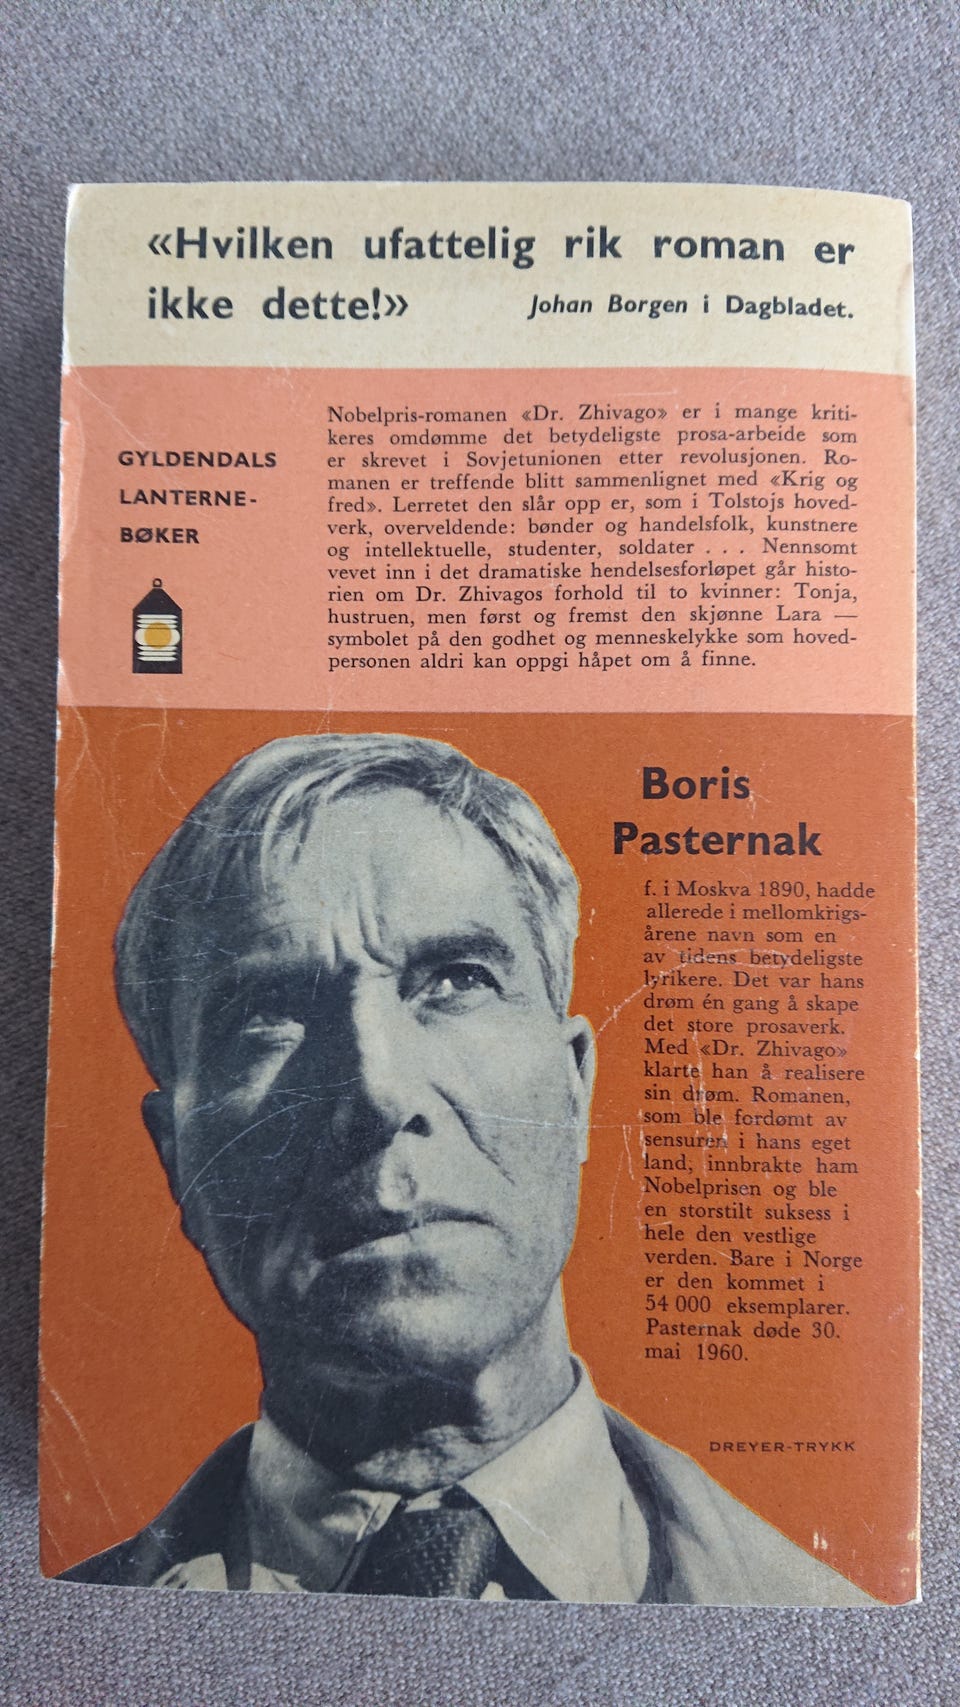 «Hvilken ufattelig rik roman er
ikke dette!» Johan Borgen i Dagbladet.
GYLDENDALS
LANTERNE-
BØKER
Nobelpris-romanen «Dr. Zhivago» er i mange kriti-
keres omdømme det betydeligste prosa-arbeide som
er skrevet i Sovjetunionen etter revolusjonen. Ro-
manen er treffende blitt sammenlignet med «Krig og
fred». Lerretet den slår opp er, som i Tolstojs hoved-
verk, overveldende: bønder og handelsfolk, kunstnere
og intellektuelle, studenter, soldater . . . Nennsomt
vevet inn i det dramatiske hendelsesforløpet går histo-
rien om Dr. Zhivagos forhold til to kvinner: Tonja,
hustruen, men først og fremst den skjønne Lara —
symbolet på den godhet og menneskelykke som hoved-
personen aldri kan oppgi håpet om å finne.
Boris
Pasternak
f. i Moskva 1890, hadde
allerede i mellomkrigs-
årene navn som en
av tidens betydeligste
lyrikere. Det var hans
drøm én gang å skape
det store prosaverk.
Med «Dr. Zhivago»
klarte han å realisere
sin drøm. Romanen,
som ble fordømt av
sensuren i hans eget
land, innbrakte ham
Nobelprisen og ble
en storstilt suksess i
hele den vestlige
verden. Bare i Norge
er den kommet i
54 000 eksemplarer.
Pasternak døde 30.
mai 1960.
DREYER-TRYKK